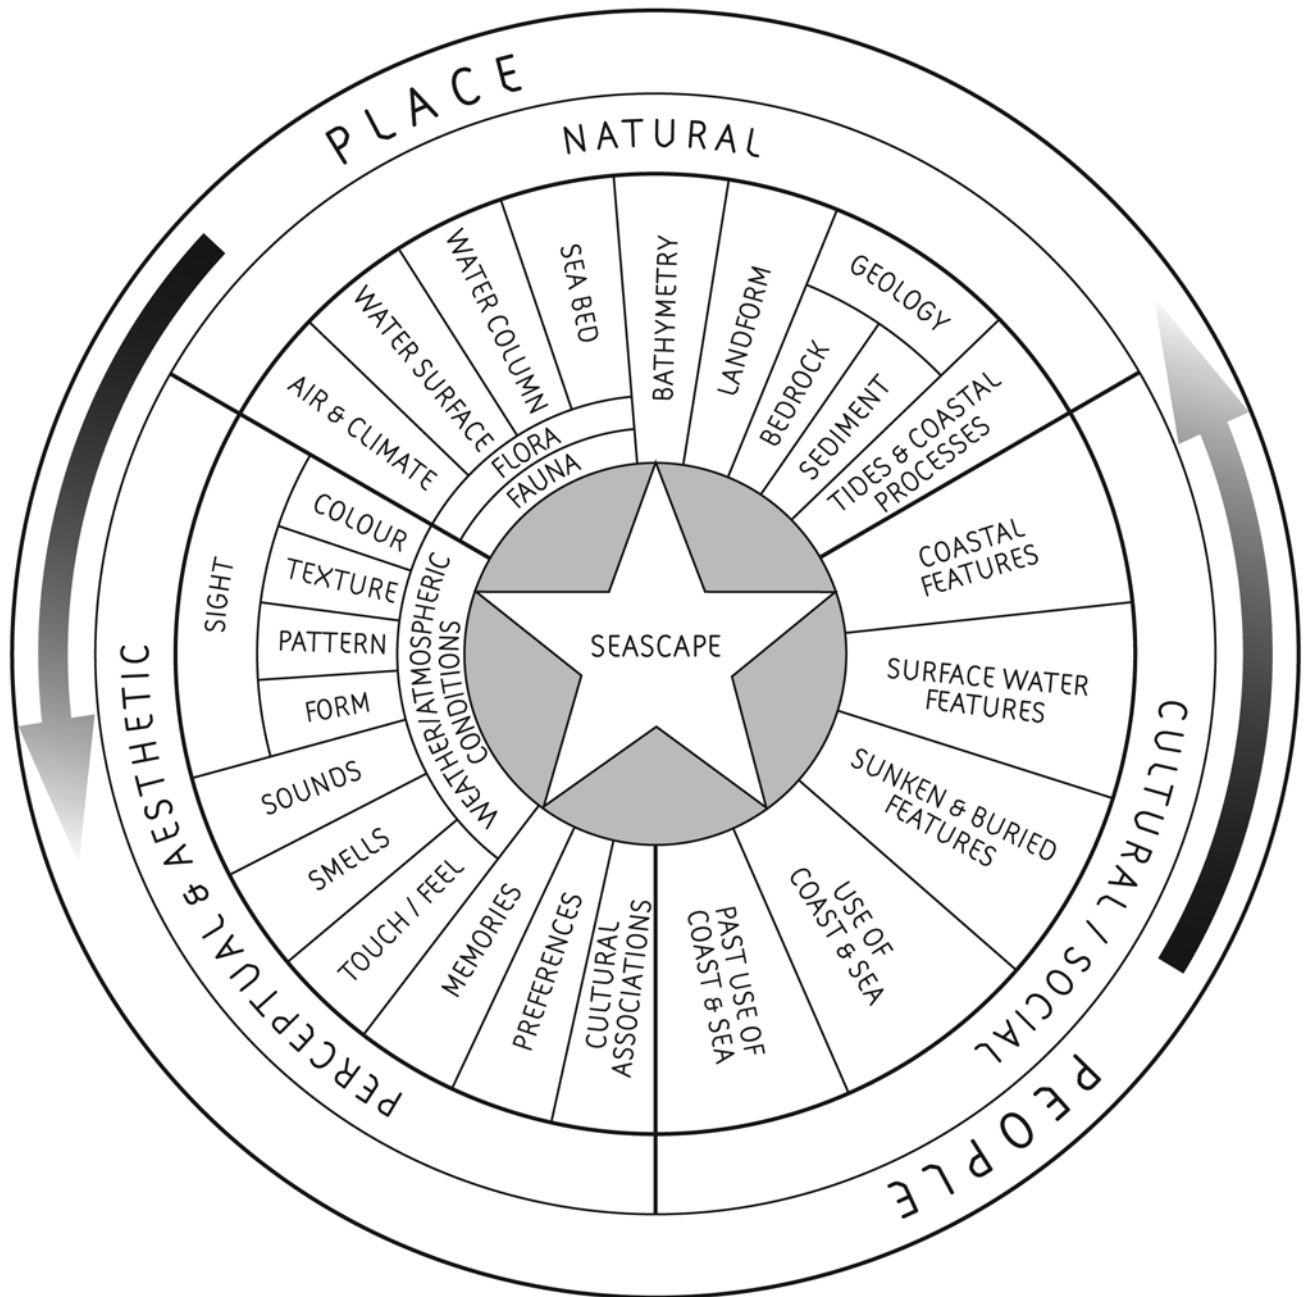 PLACE
NATURAL
AIR & CLIMATE
WATER SURFACE
WATER COLUMN
SEA BED
FLORA
FAUNA
BATHYMETRY
LANDFORM
GEOLOGY
BEDROCK
SEDIMENT
TIDES & COASTAL
PROCESSES
COASTAL
FEATURES
SURFACE WATER
FEATURES
SUNKEN & BURIED
FEATURES
USE OF
COAST & SEA
PAST USE OF
COAST & SEA
CULTURAL / SOCIAL
PEOPLE
CULTURAL
ASSOCIATIONS
PREFERENCES
MEMORIES
TOUCH / FEEL
SMELLS
SOUNDS
SIGHT
COLOUR
TEXTURE
PATTERN
FORM
WEATHER/ATMOSPHERIC
CONDITIONS
PERCEPTUAL & AESTHETIC
SEASCAPE